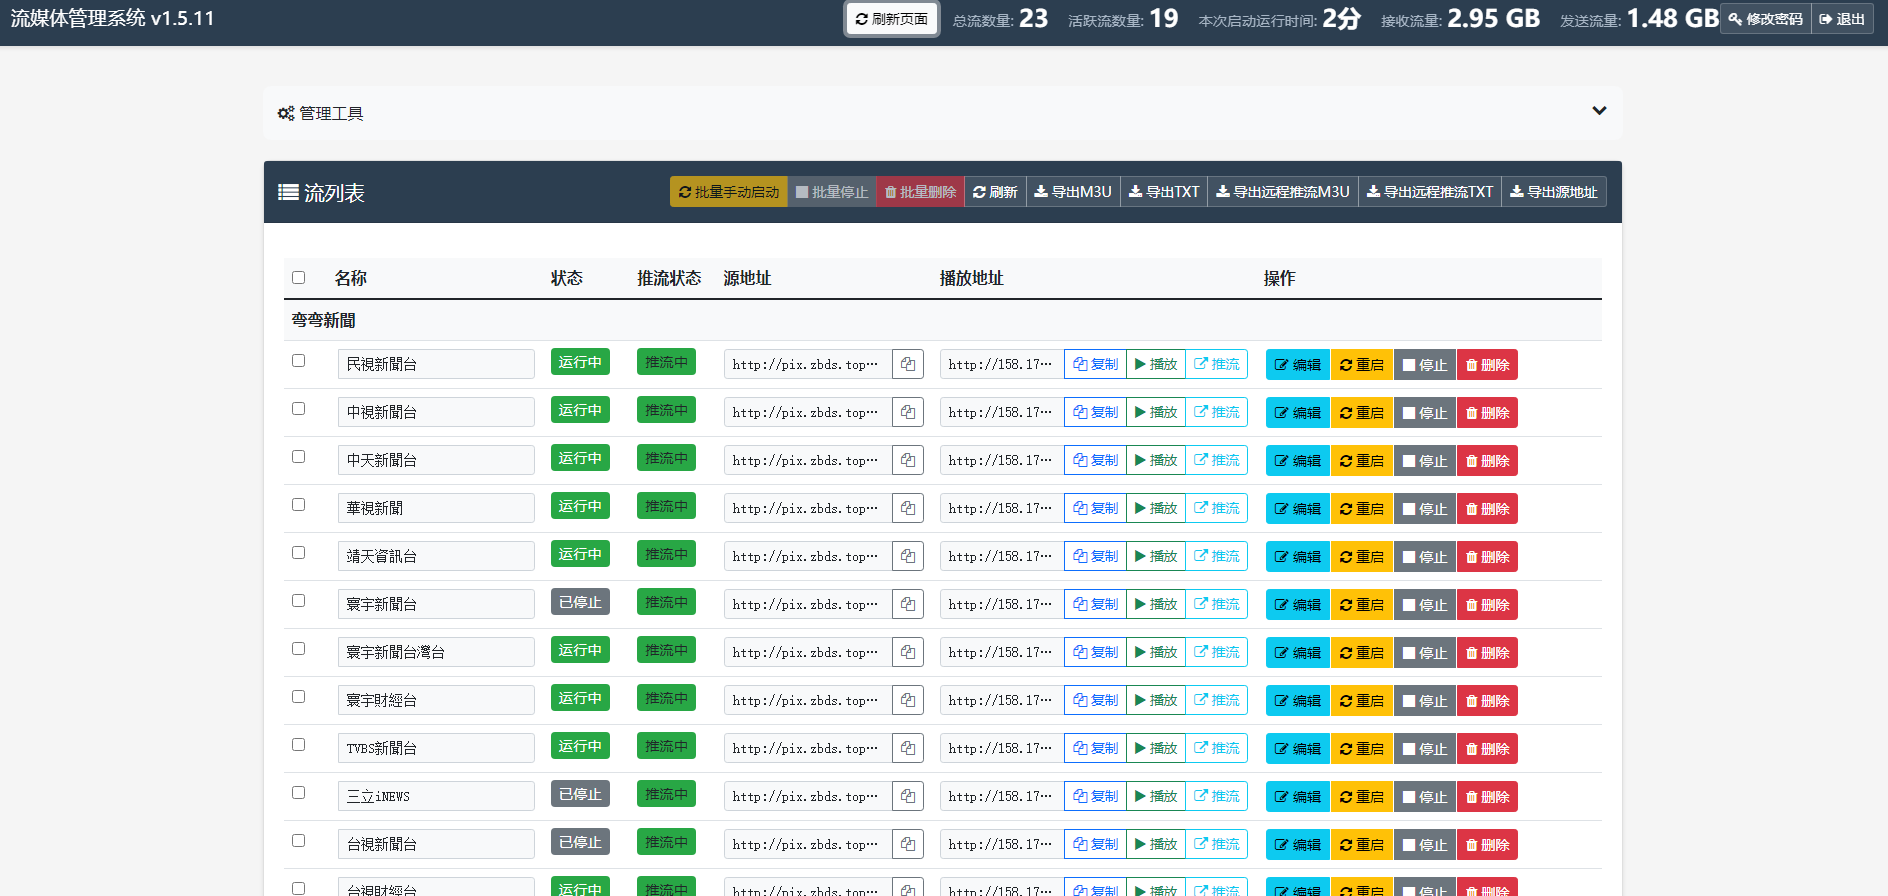 流媒体管理系统 v1.5.11
刷新页面 总流数量: 23 活跃流数量: 19 本次启动运行时间: 2分 接收流量: 2.95 GB 发送流量: 1.48 GB 修改密码 退出
管理工具
流列表 批量手动启动 批量停止 批量删除 刷新 导出M3U 导出TXT 导出远程推流M3U 导出远程推流TXT 导出源地址
名称 状态 推流状态 源地址 播放地址 操作
弯弯新聞
民視新聞台 运行中 推流中 http://pix.zbds.top··· http://158.17··· 复制 播放 推流 编辑 重启 停止 删除
中視新聞台 运行中 推流中 http://pix.zbds.top··· http://158.17··· 复制 播放 推流 编辑 重启 停止 删除
中天新聞台 运行中 推流中 http://pix.zbds.top··· http://158.17··· 复制 播放 推流 编辑 重启 停止 删除
華視新聞 运行中 推流中 http://pix.zbds.top··· http://158.17··· 复制 播放 推流 编辑 重启 停止 删除
靖天資訊台 运行中 推流中 http://pix.zbds.top··· http://158.17··· 复制 播放 推流 编辑 重启 停止 删除
寰宇新聞台 已停止 推流中 http://pix.zbds.top··· http://158.17··· 复制 播放 推流 编辑 重启 停止 删除
寰宇新聞台灣台 运行中 推流中 http://pix.zbds.top··· http://158.17··· 复制 播放 推流 编辑 重启 停止 删除
寰宇財經台 运行中 推流中 http://pix.zbds.top··· http://158.17··· 复制 播放 推流 编辑 重启 停止 删除
TVBS新聞台 运行中 推流中 http://pix.zbds.top··· http://158.17··· 复制 播放 推流 编辑 重启 停止 删除
三立iNEWS 已停止 推流中 http://pix.zbds.top··· http://158.17··· 复制 播放 推流 编辑 重启 停止 删除
台視新聞台 已停止 推流中 http://pix.zbds.top··· http://158.17··· 复制 播放 推流 编辑 重启 停止 删除
台視財經台 运行中 推流中 http://pix.zbds.top··· http://158.17··· 复制 播放 推流 编辑 重启 停止 删除